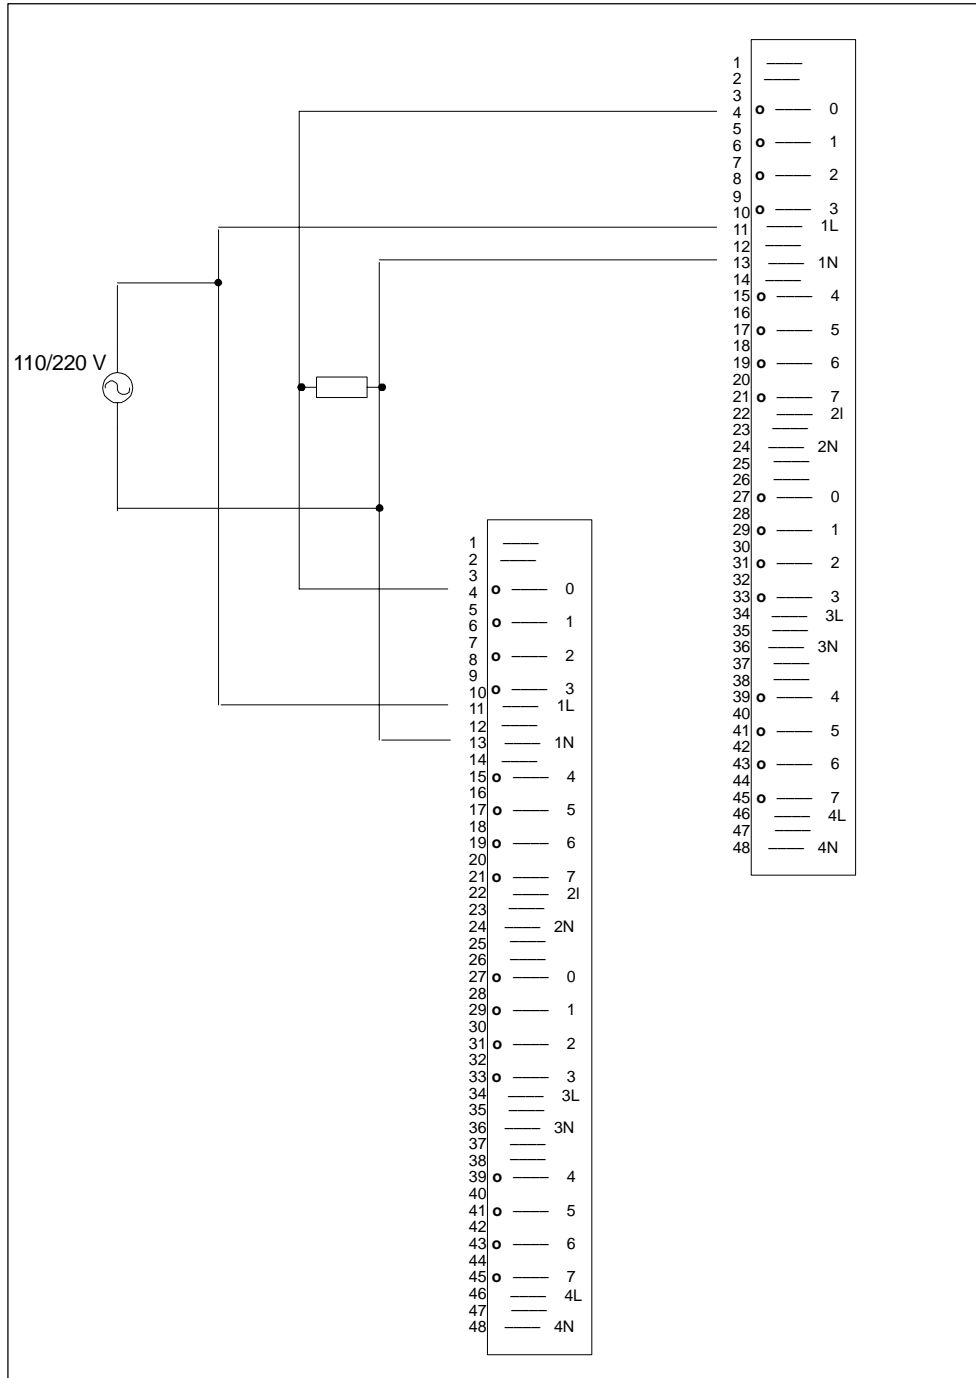 1
2
3
4 o 0
5
6 o 1
7
8 o 2
9
10 o 3
11 1L
12
13 1N
14
15 o 4
16
17 o 5
18
19 o 6
20
21 o 7
22 2I
23
24 2N
25
26
27 o 0
28
29 o 1
30
31 o 2
32
33 o 3
34 3L
35
36 3N
37
38
39 o 4
40
41 o 5
42
43 o 6
44
45 o 7
46 4L
47
48 4N
110/220 V
1
2
3
4 o 0
5
6 o 1
7
8 o 2
9
10 o 3
11 1L
12
13 1N
14
15 o 4
16
17 o 5
18
19 o 6
20
21 o 7
22 2I
23
24 2N
25
26
27 o 0
28
29 o 1
30
31 o 2
32
33 o 3
34 3L
35
36 3N
37
38
39 o 4
40
41 o 5
42
43 o 6
44
45 o 7
46 4L
47
48 4N